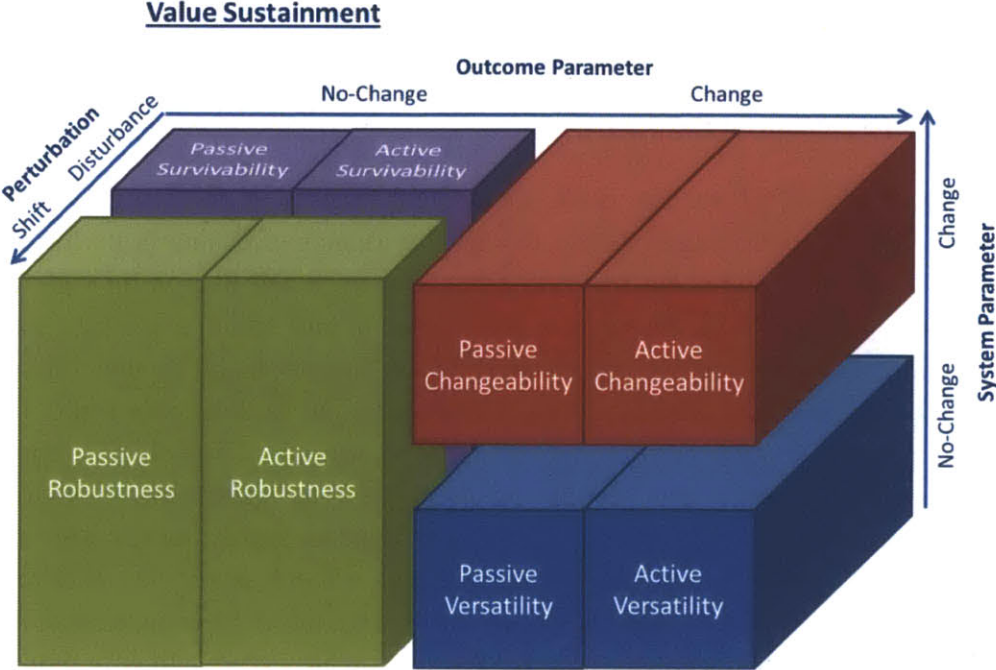 Value Sustainment
Outcome Parameter
No-Change
Change
Perturbation
Disturbance
Shift
Passive
Survivability
Active
Survivability
Change
System Parameter
No-Change
Passive
Changeability
Active
Changeability
Passive
Robustness
Active
Robustness
Passive
Versatility
Active
Versatility